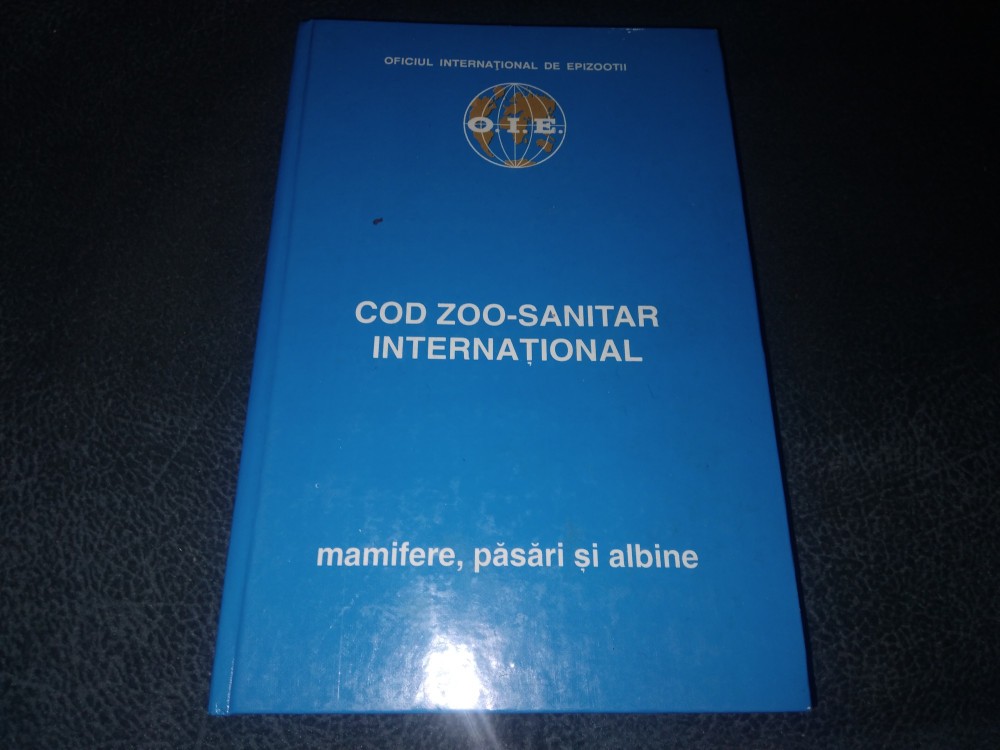 OFICIUL INTERNAȚIONAL DE EPIZOOTII
O.I.E.
COD ZOO-SANITAR
INTERNAȚIONAL
mamifere, păsări și albine